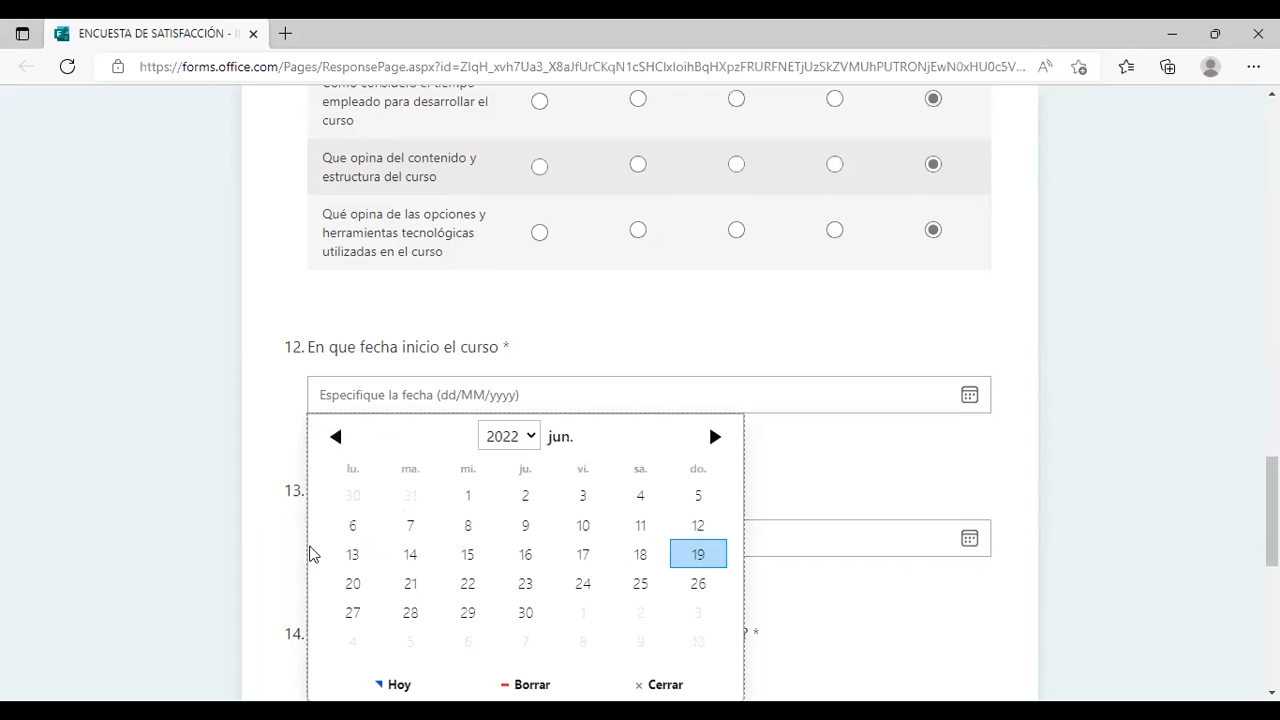 ENCUESTA DE SATISFACCIÓN - I
https://forms.office.com/Pages/ResponsePage.aspx?id=ZIqH_xvh7Ua3_X8aJfUrCKqN1cSHClxIoihBqHXpzFRURFNETjUzSkZVMUhPUTRONjEwN0xHU0c5V...
Como considera el tiempo
empleado para desarrollar el
curso
Que opina del contenido y
estructura del curso
Qué opina de las opciones y
herramientas tecnológicas
utilizadas en el curso
12. En que fecha inicio el curso *
Especifique la fecha (dd/MM/yyyy)
2022 jun.
lu. ma. mi. ju. vi. sa. do.
30 31 1 2 3 4 5
6 7 8 9 10 11 12
13 14 15 16 17 18 19
20 21 22 23 24 25 26
27 28 29 30 1 2 3
4 5 6 7 8 9 10
Hoy Borrar Cerrar
13.
14. ? *